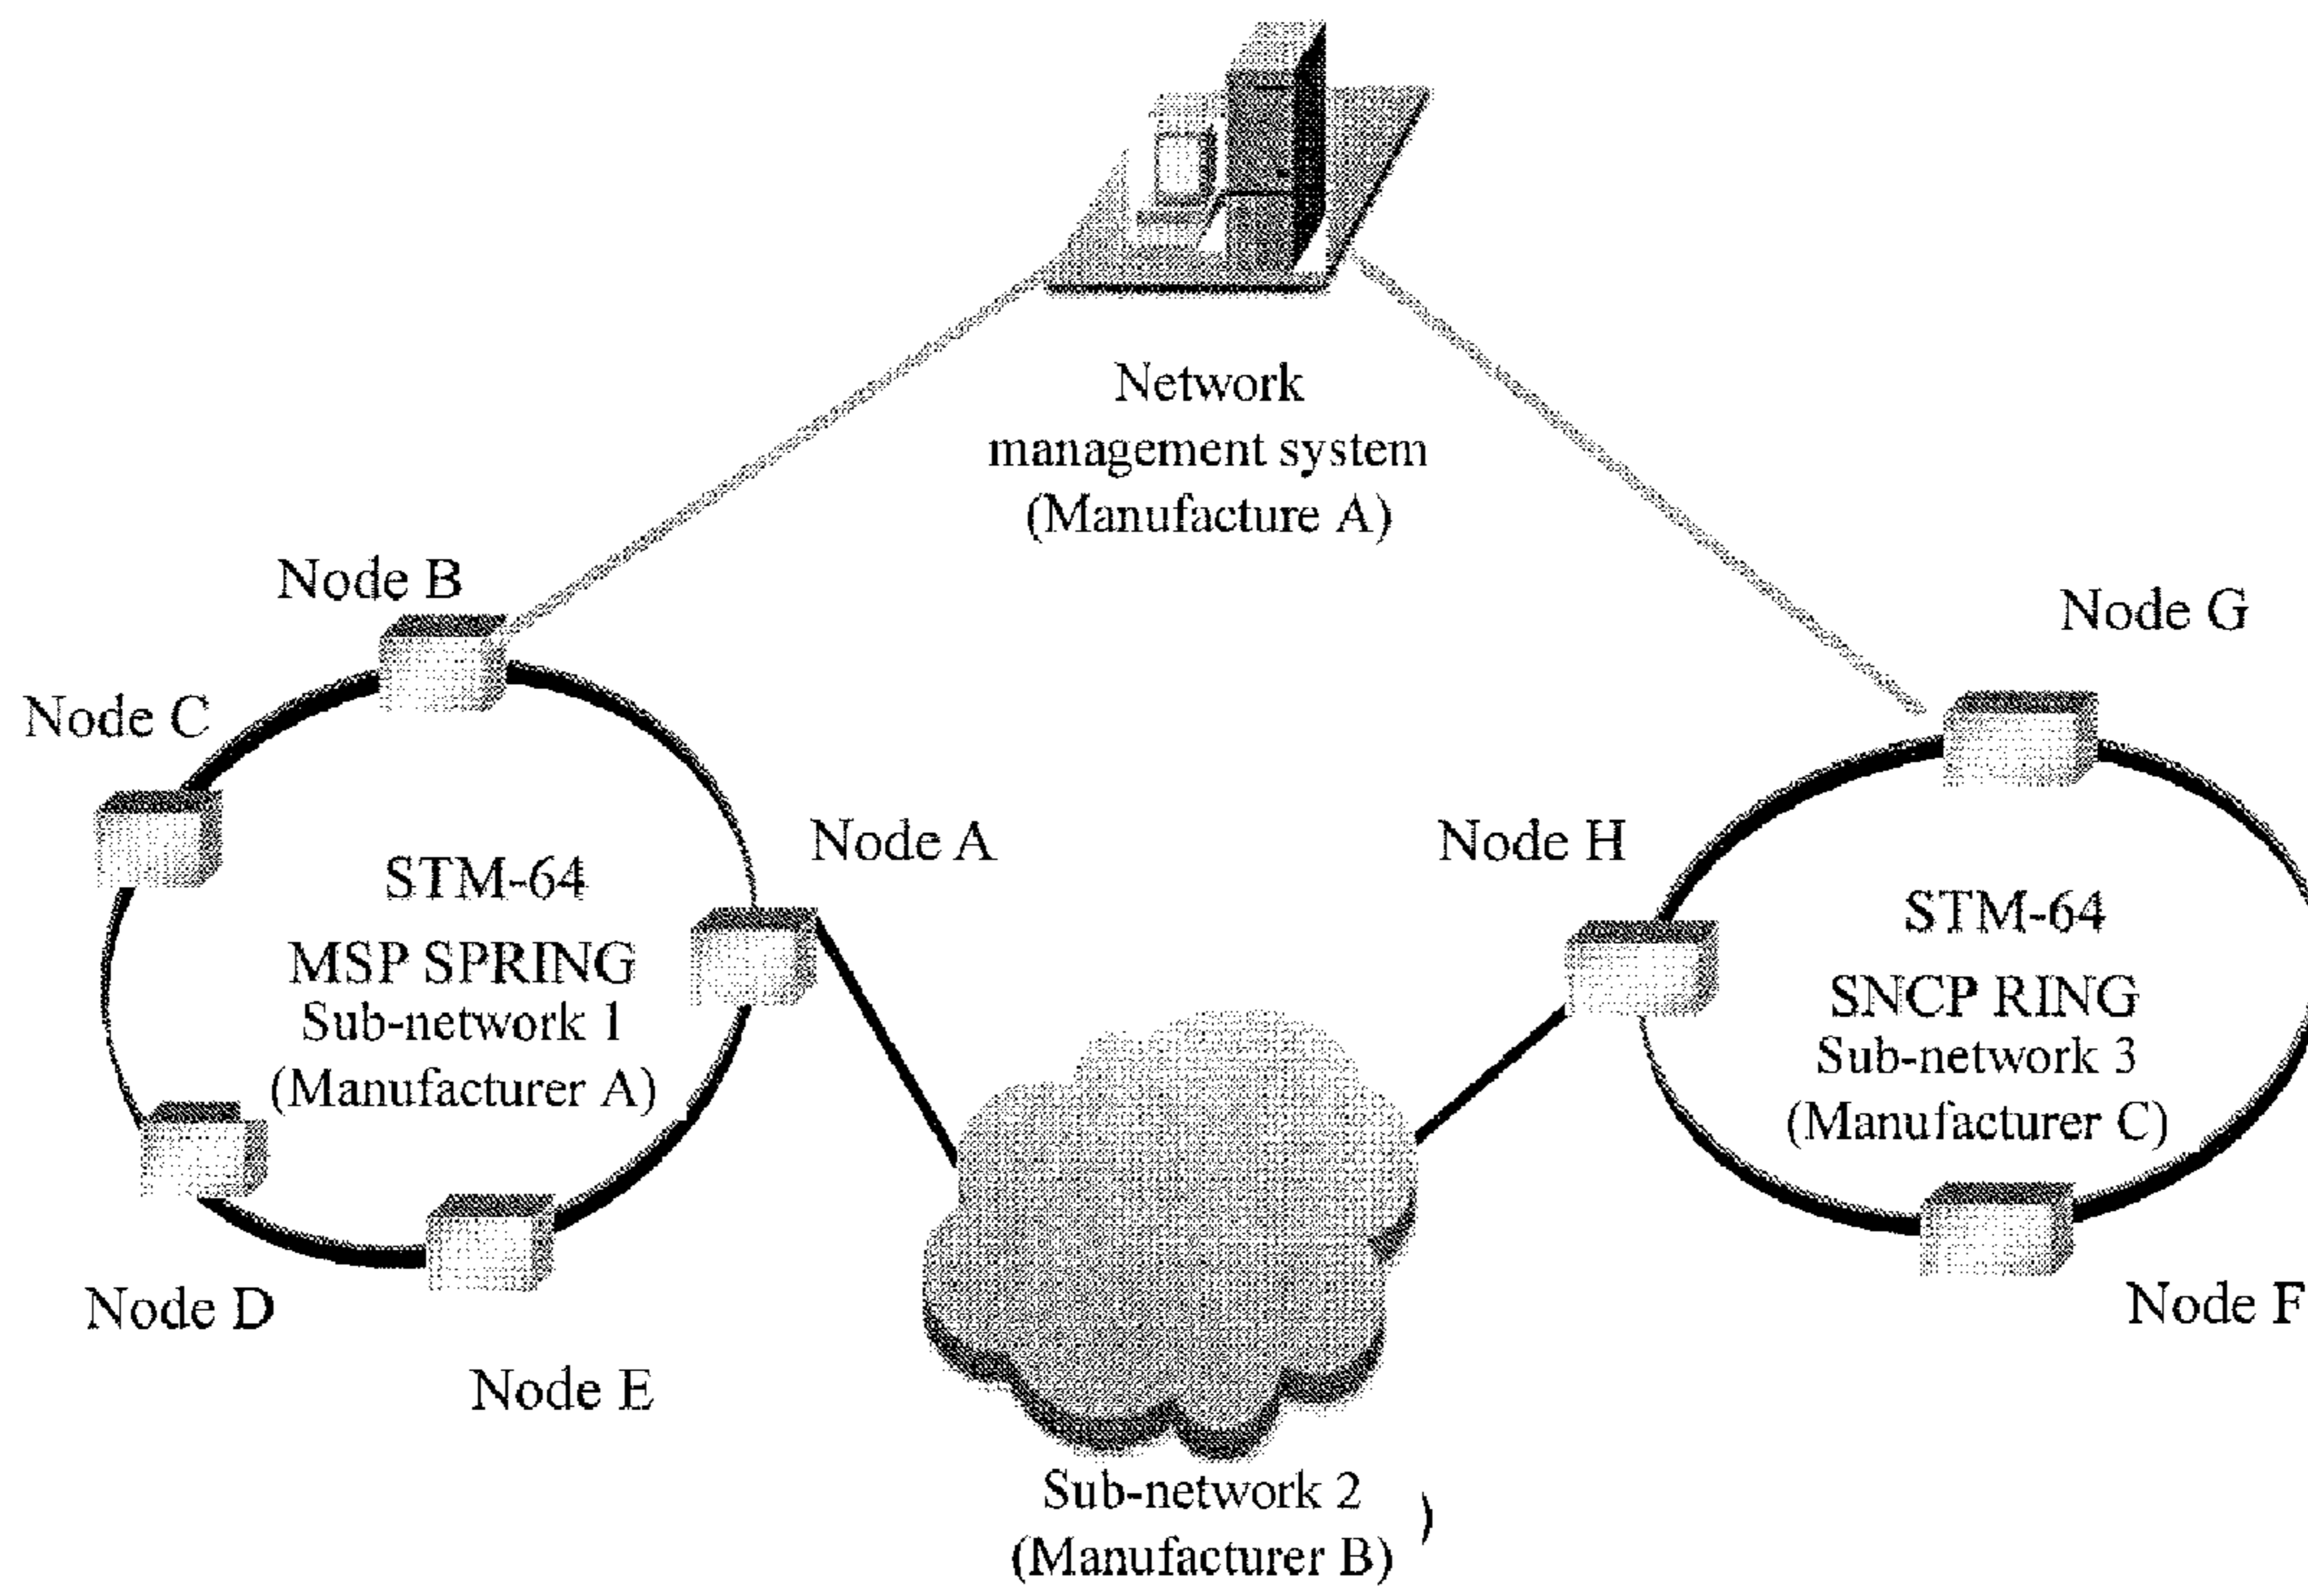 Network
management system
(Manufacture A)
Node B
Node G
Node C
Node A
Node H
STM-64
MSP SPRING
Sub-network 1
(Manufacturer A)
STM-64
SNCP RING
Sub-network 3
(Manufacturer C)
Node D
Node E
Node F
Sub-network 2
(Manufacturer B)
)